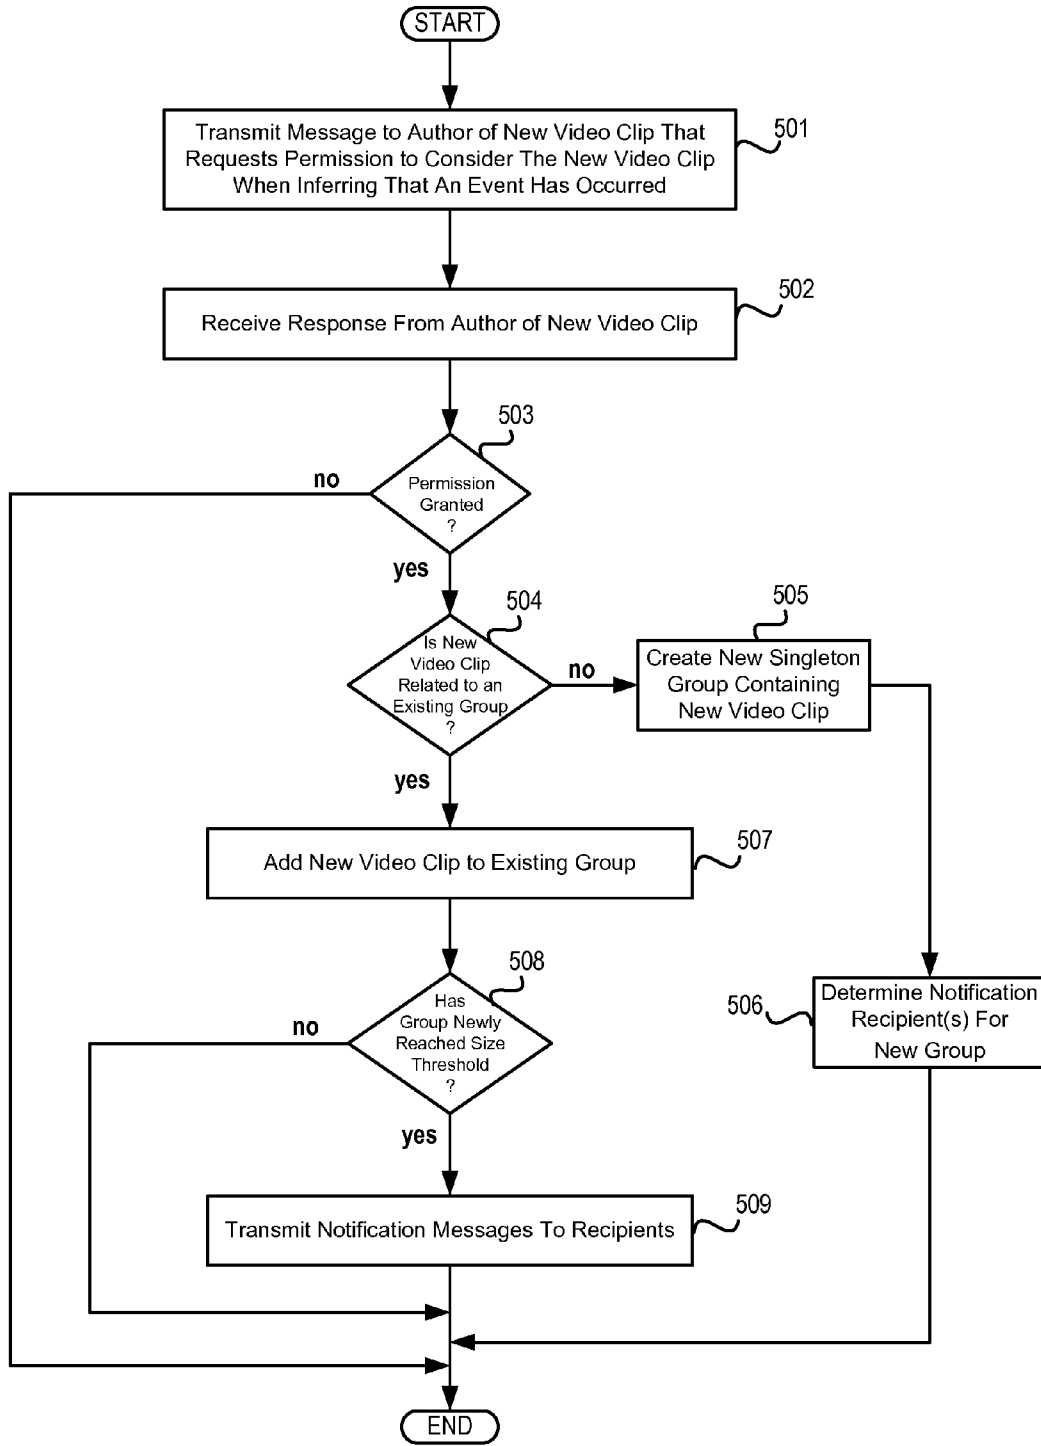 START
Transmit Message to Author of New Video Clip That
Requests Permission to Consider The New Video Clip
When Inferring That An Event Has Occurred
501
Receive Response From Author of New Video Clip
502
503
Permission
Granted
?
no
yes
504
Is New
Video Clip
Related to an
Existing Group
?
no
505
Create New Singleton
Group Containing
New Video Clip
yes
Add New Video Clip to Existing Group
507
508
Has
Group Newly
Reached Size
Threshold
?
no
506
Determine Notification
Recipient(s) For
New Group
yes
Transmit Notification Messages To Recipients
509
END